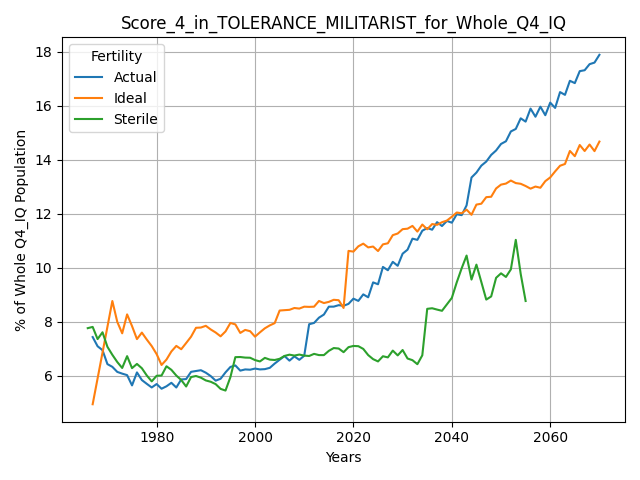 Score_4_in_TOLERANCE_MILITARIST_for_Whole_Q4_IQ
Fertility
Actual
Ideal
Sterile
% of Whole Q4_IQ Population
18
16
14
12
10
8
6
1980
2000
2020
2040
2060
Years